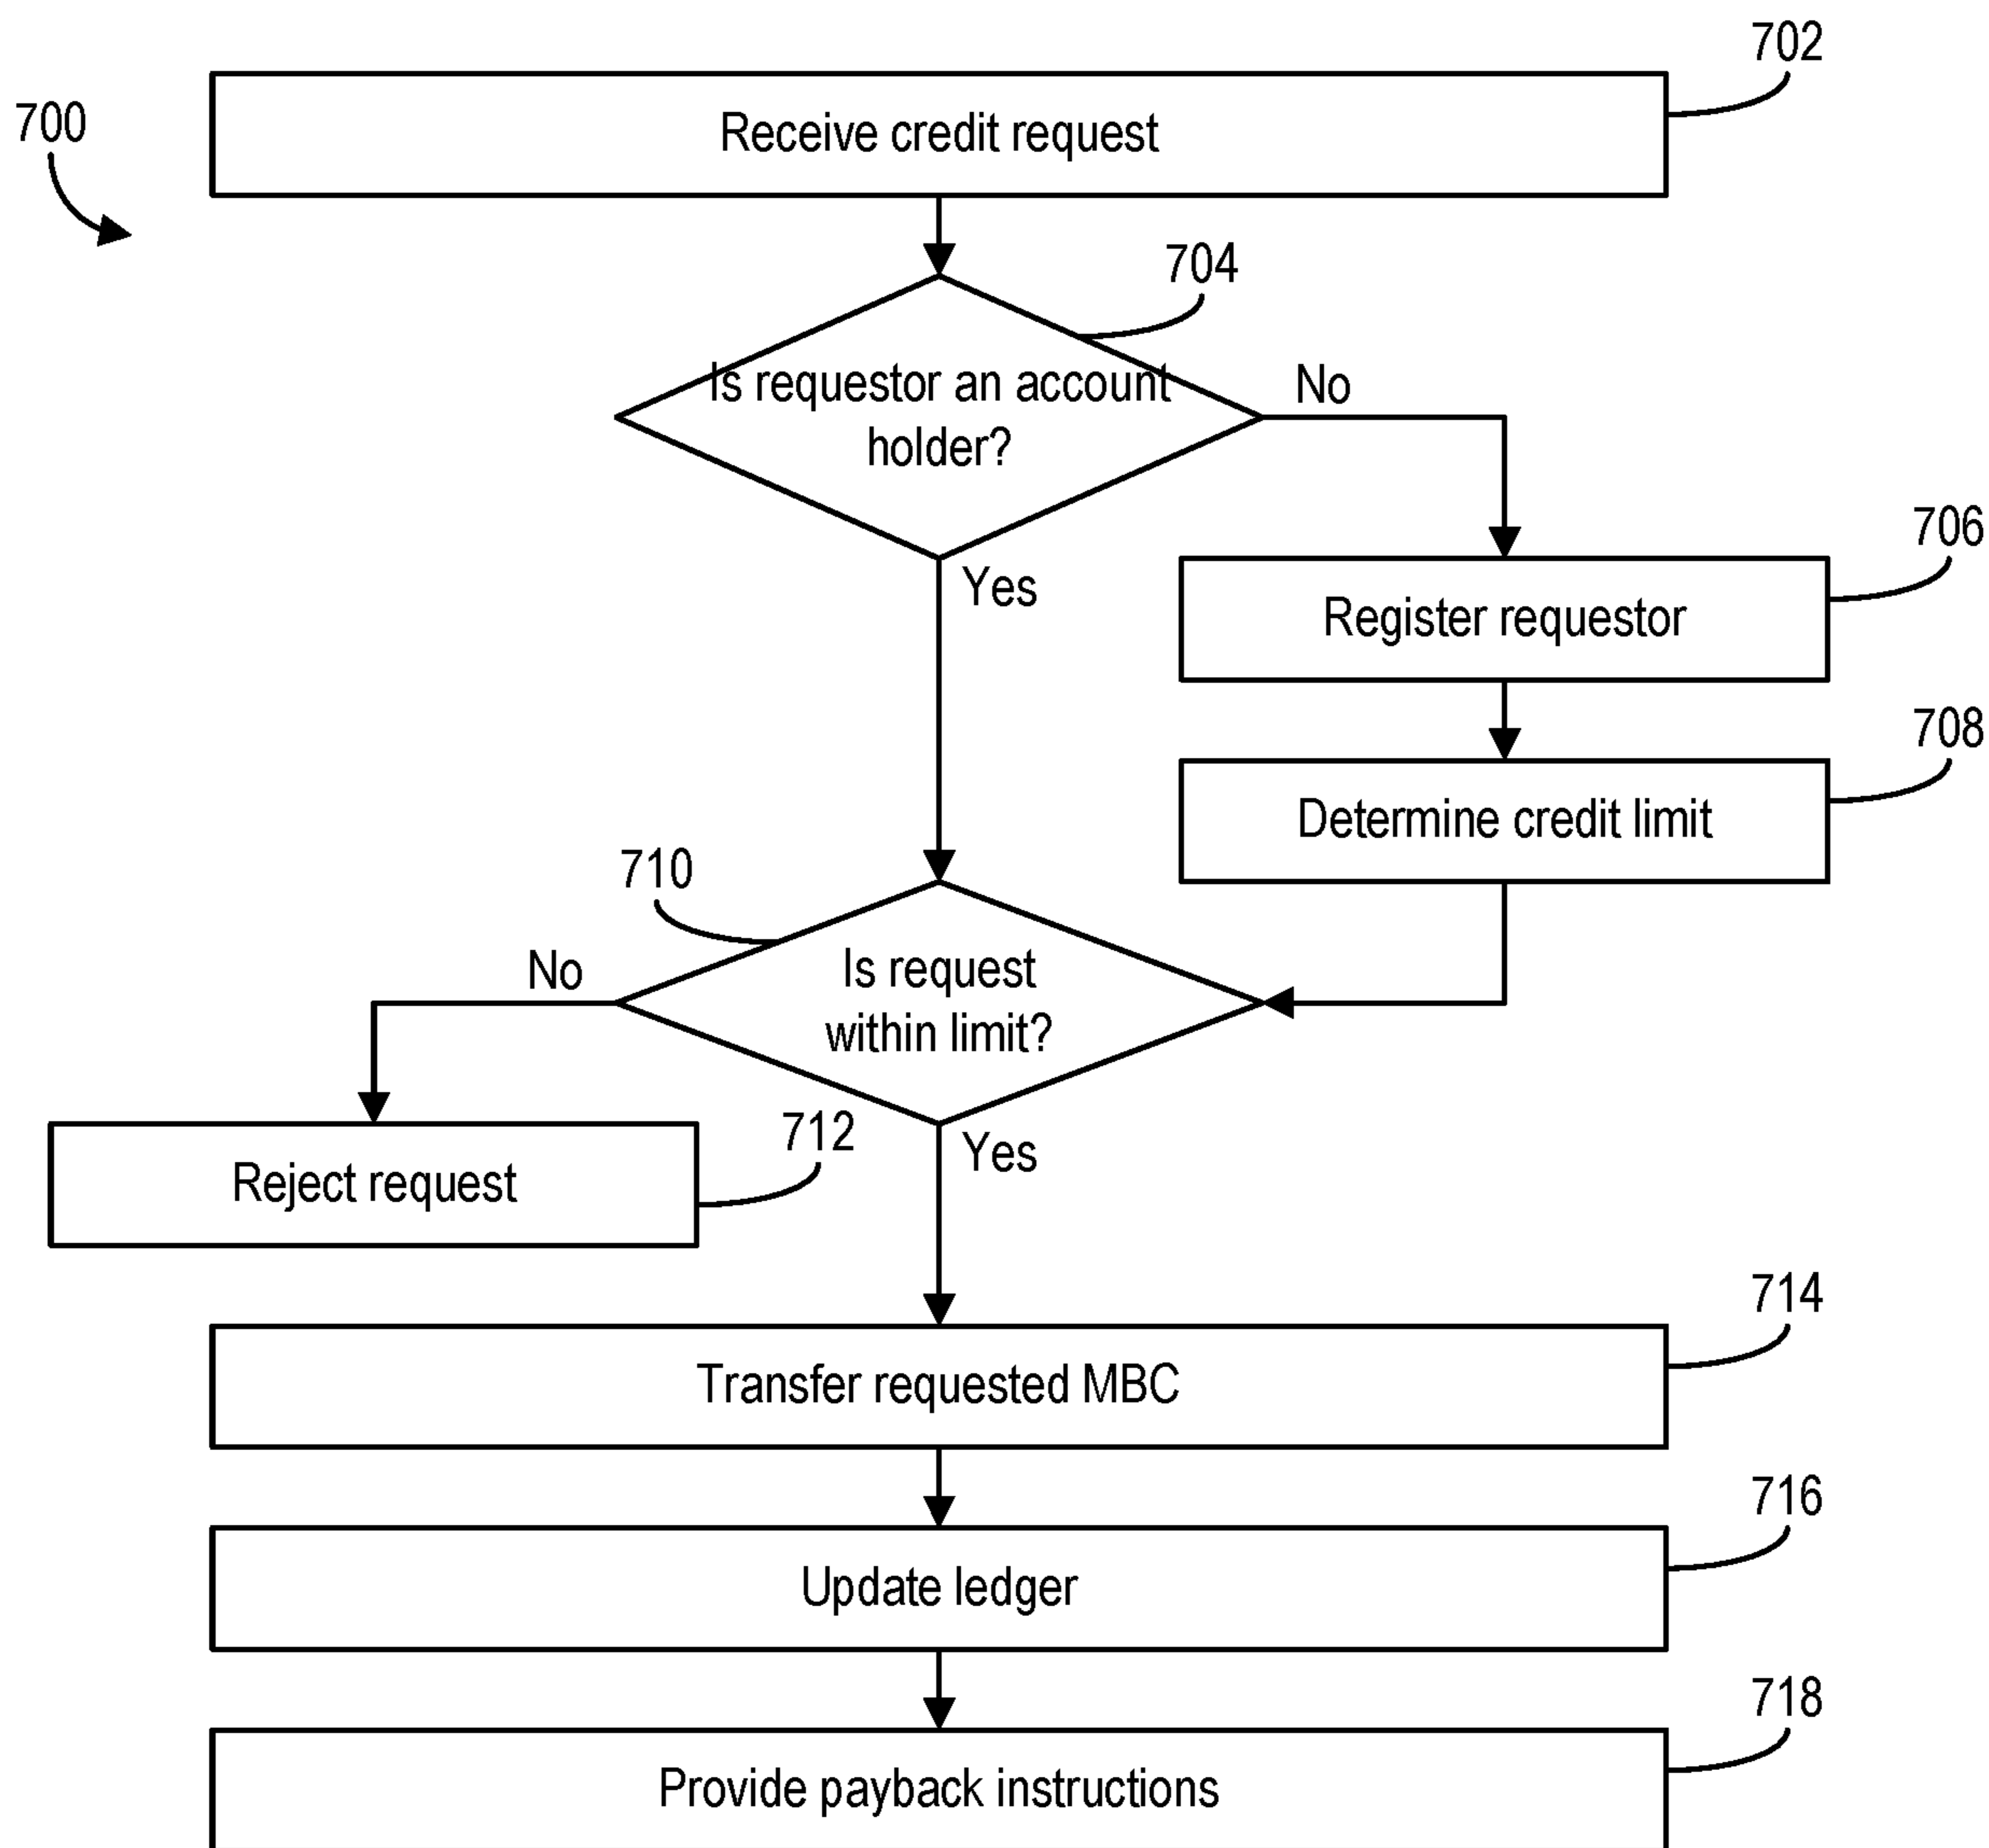 702
700
Receive credit request
704
Is requestor an account
holder?
No
Yes
706
Register requestor
708
Determine credit limit
710
Is request
within limit?
No
Yes
712
Reject request
714
Transfer requested MBC
716
Update ledger
718
Provide payback instructions